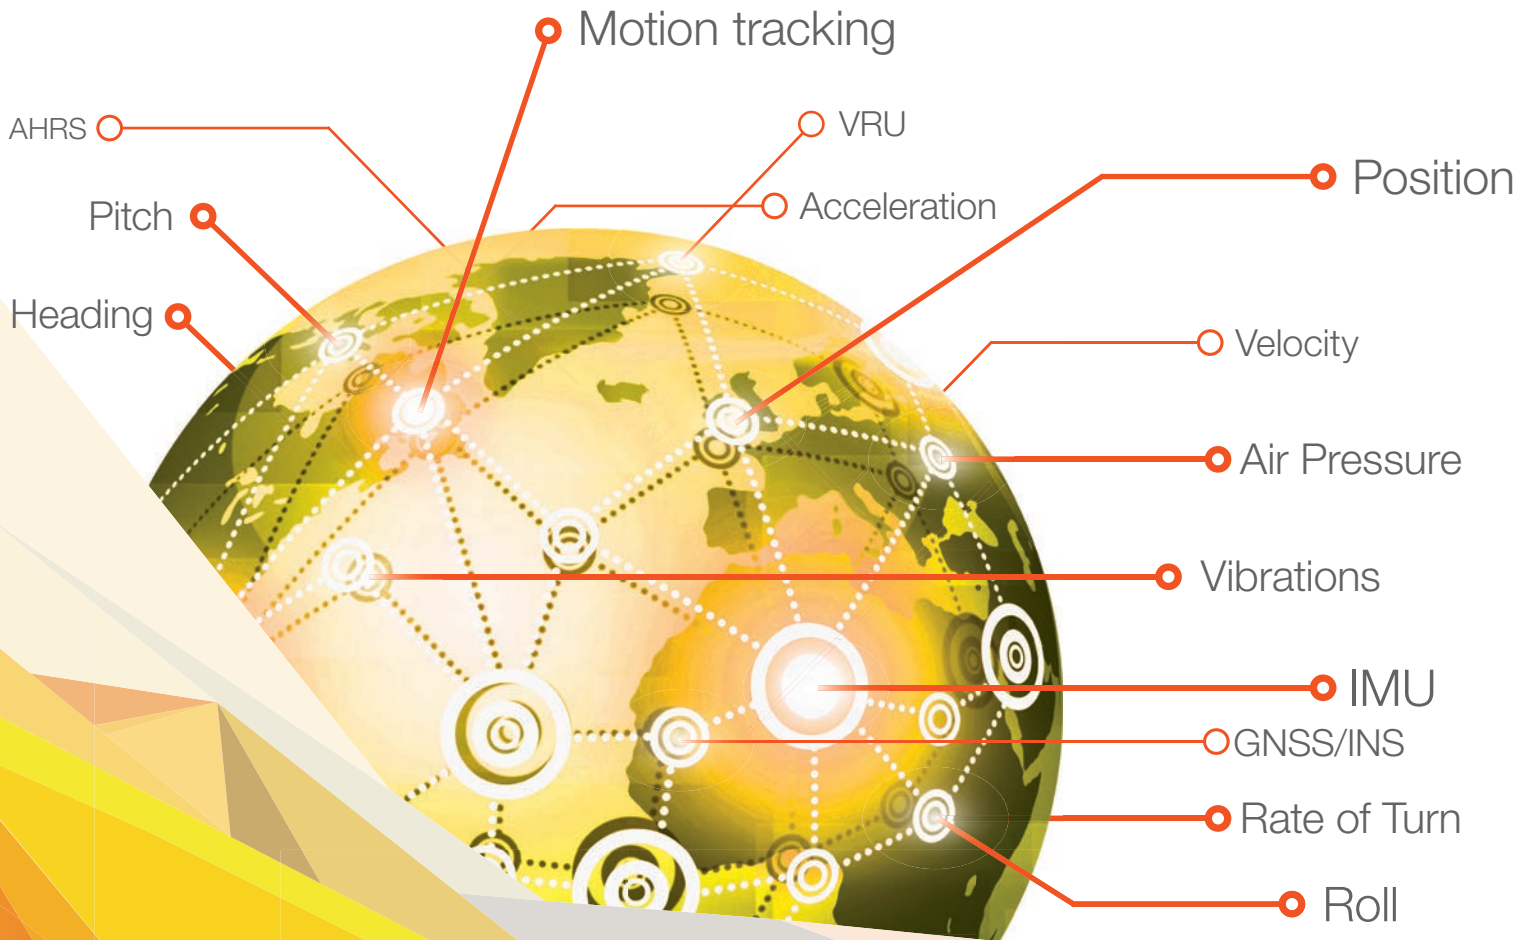 Motion tracking
AHRS
VRU
Position
Acceleration
Pitch
Heading
Velocity
Air Pressure
Vibrations
IMU
GNSS/INS
Rate of Turn
Roll